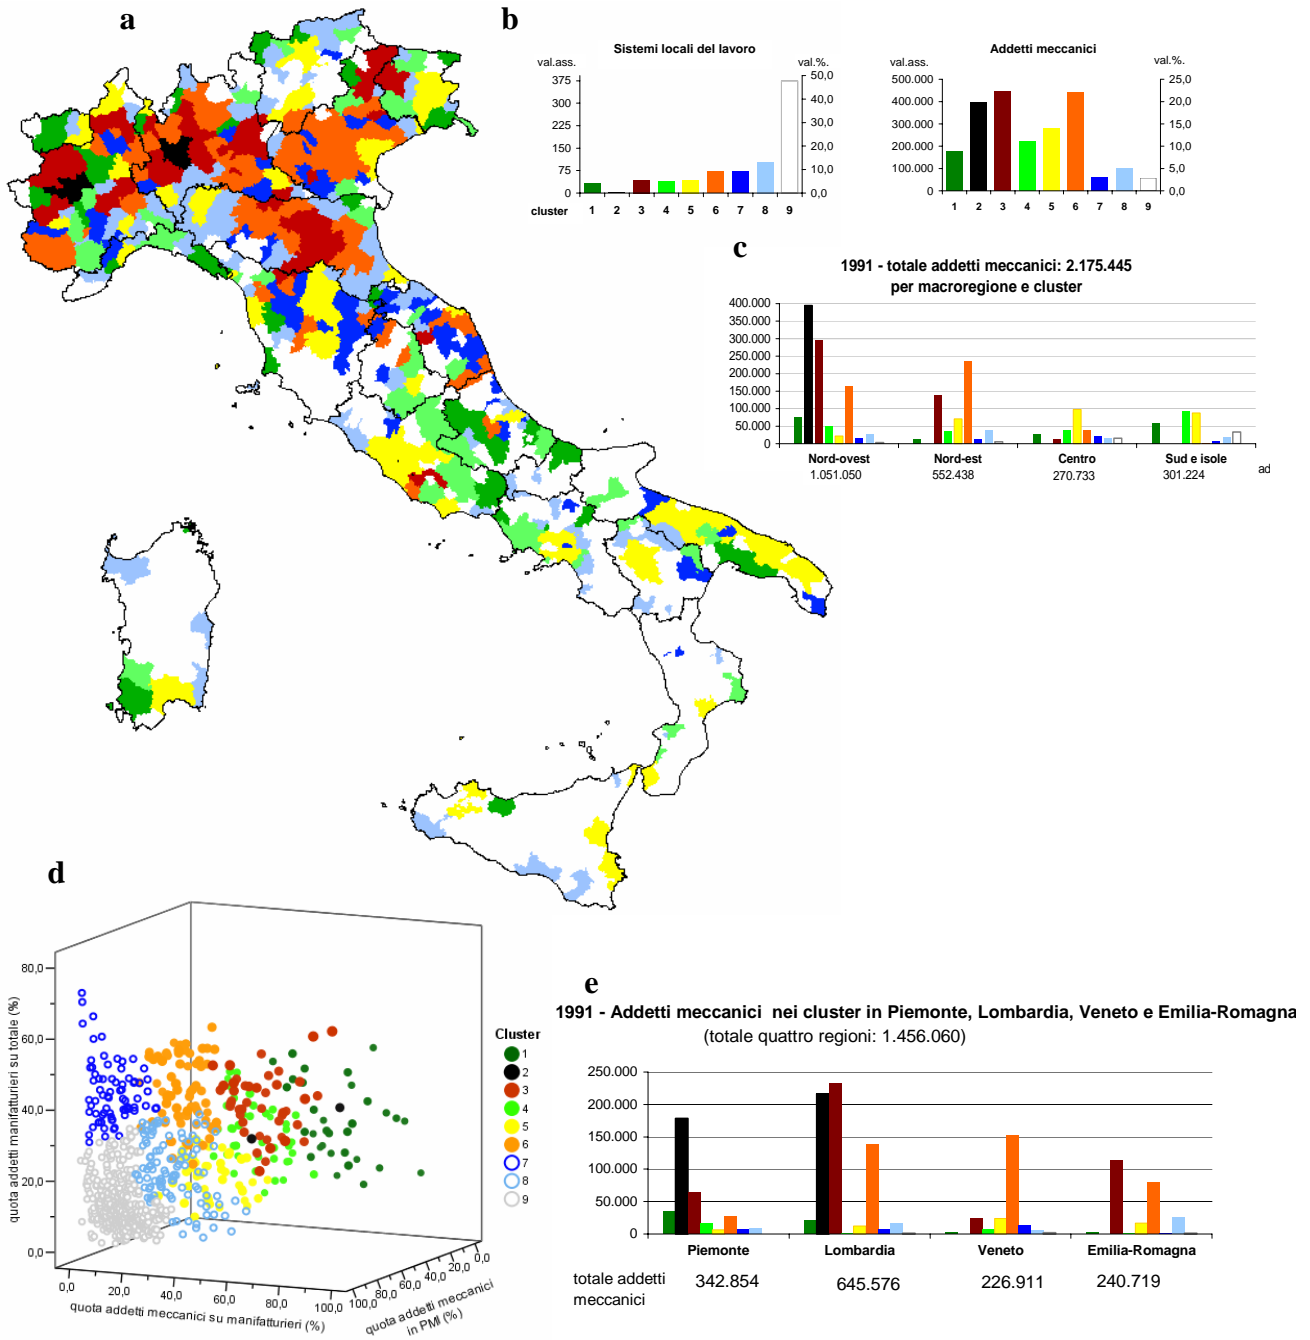 a
b
Sistemi locali del lavoro
val.ass.
val.%.
375
300
225
150
75
0
50,0
40,0
30,0
20,0
10,0
0,0
cluster
1 2 3 4 5 6 7 8 9
Addetti meccanici
val.ass.
val.%.
500.000
400.000
300.000
200.000
100.000
0
25,0
20,0
15,0
10,0
5,0
0,0
1 2 3 4 5 6 7 8 9
c
1991 - totale addetti meccanici: 2.175.445
per macroregione e cluster
400.000
350.000
300.000
250.000
200.000
150.000
100.000
50.000
0
Nord-ovest Nord-est Centro Sud e isole
1.051.050 552.438 270.733 301.224
ad
d
quota addetti manifatturieri su totale (%)
80,0
60,0
40,0
20,0
0,0
0,0 20,0 40,0 60,0 80,0 100,0
quota addetti meccanici su manifatturieri (%)
100,0 80,0 60,0 40,0 20,0 0,0
quota addetti meccanici
in PMI (%)
Cluster
1
2
3
4
5
6
7
8
9
e
1991 - Addetti meccanici nei cluster in Piemonte, Lombardia, Veneto e Emilia-Romagna
(totale quattro regioni: 1.456.060)
250.000
200.000
150.000
100.000
50.000
0
Piemonte Lombardia Veneto Emilia-Romagna
totale addetti
meccanici
342.854 645.576 226.911 240.719